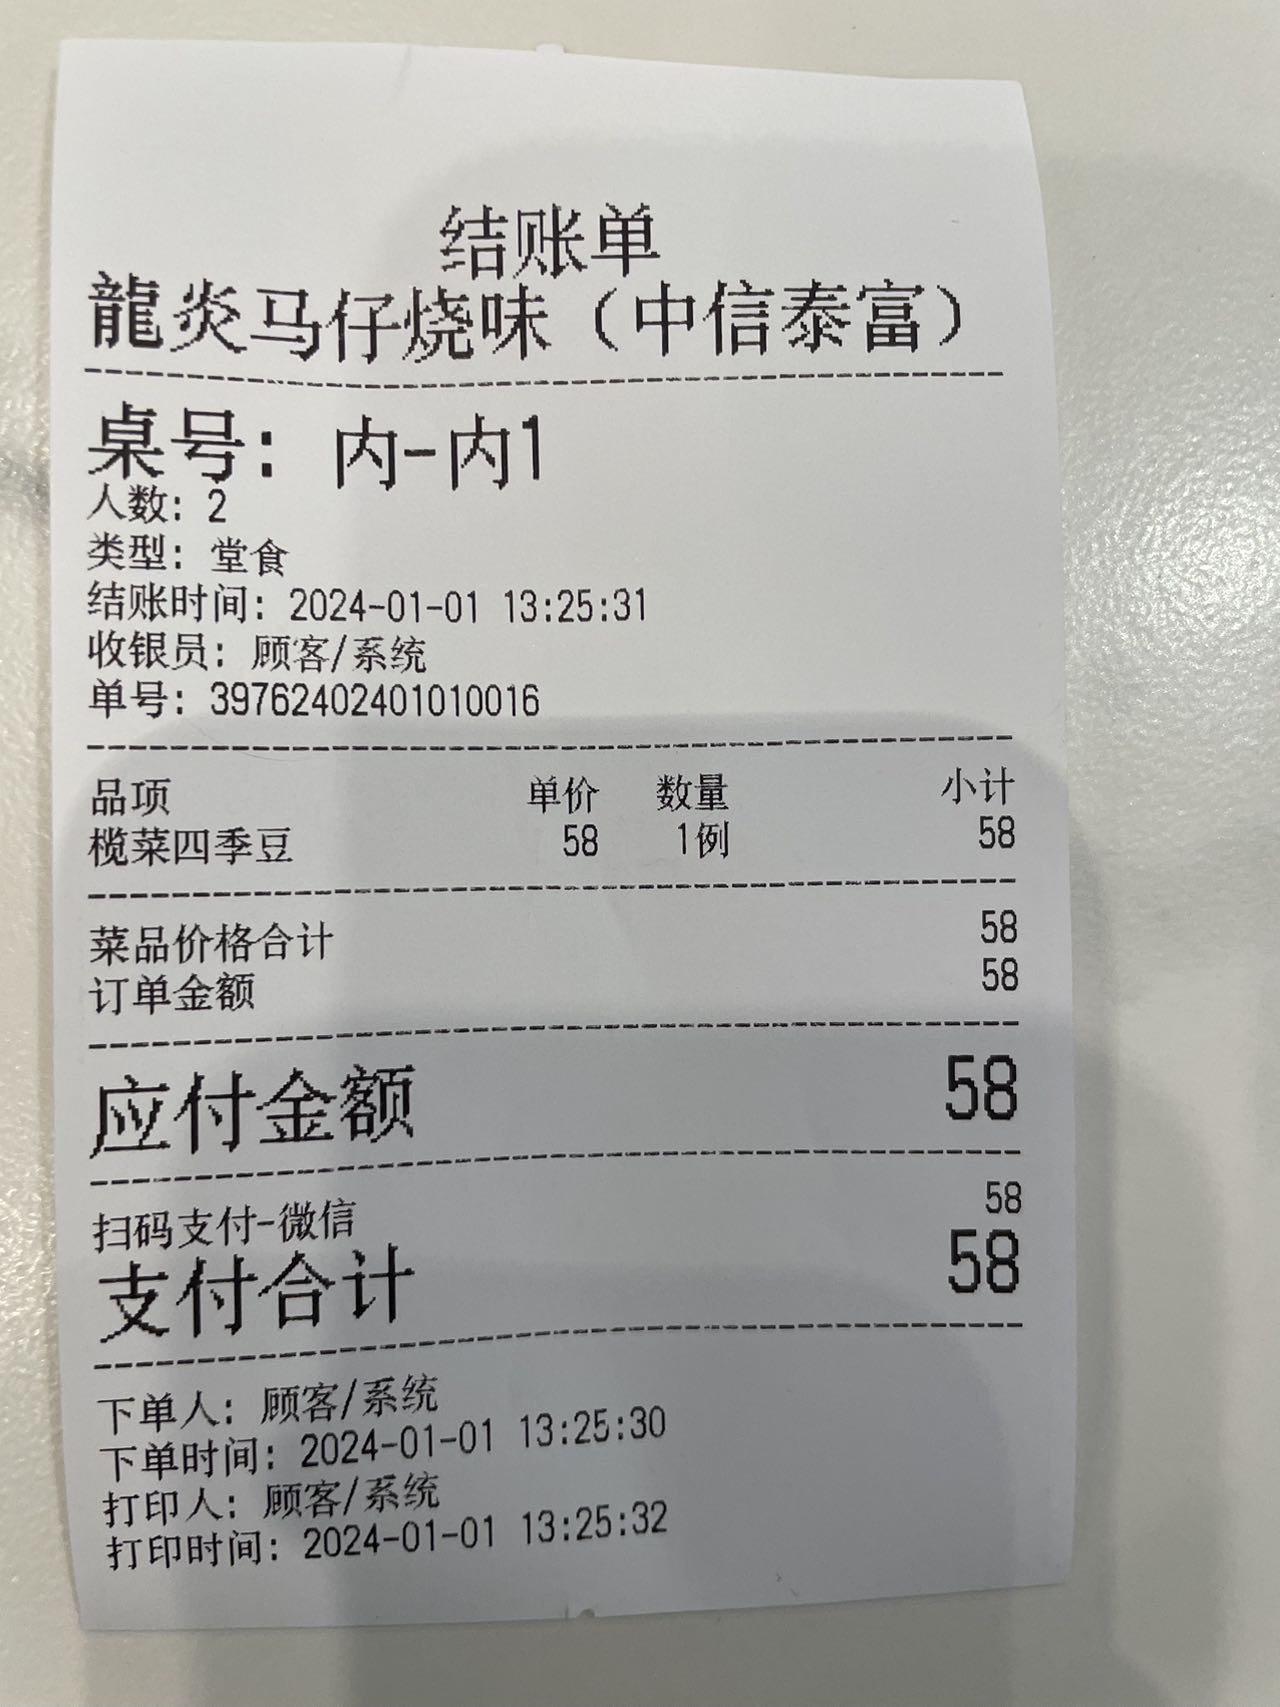 结账单
龍炎马仔烧味（中信泰富）
桌号：内-内1
人数：2
类型：堂食
结账时间：2024-01-01 13:25:31
收银员：顾客/系统
单号：39762402401010016
品项 单价 数量 小计
榄菜四季豆 58 1例 58
菜品价格合计 58
订单金额 58
应付金额 58
扫码支付-微信 58
支付合计 58
下单人：顾客/系统
下单时间：2024-01-01 13:25:30
打印人：顾客/系统
打印时间：2024-01-01 13:25:32